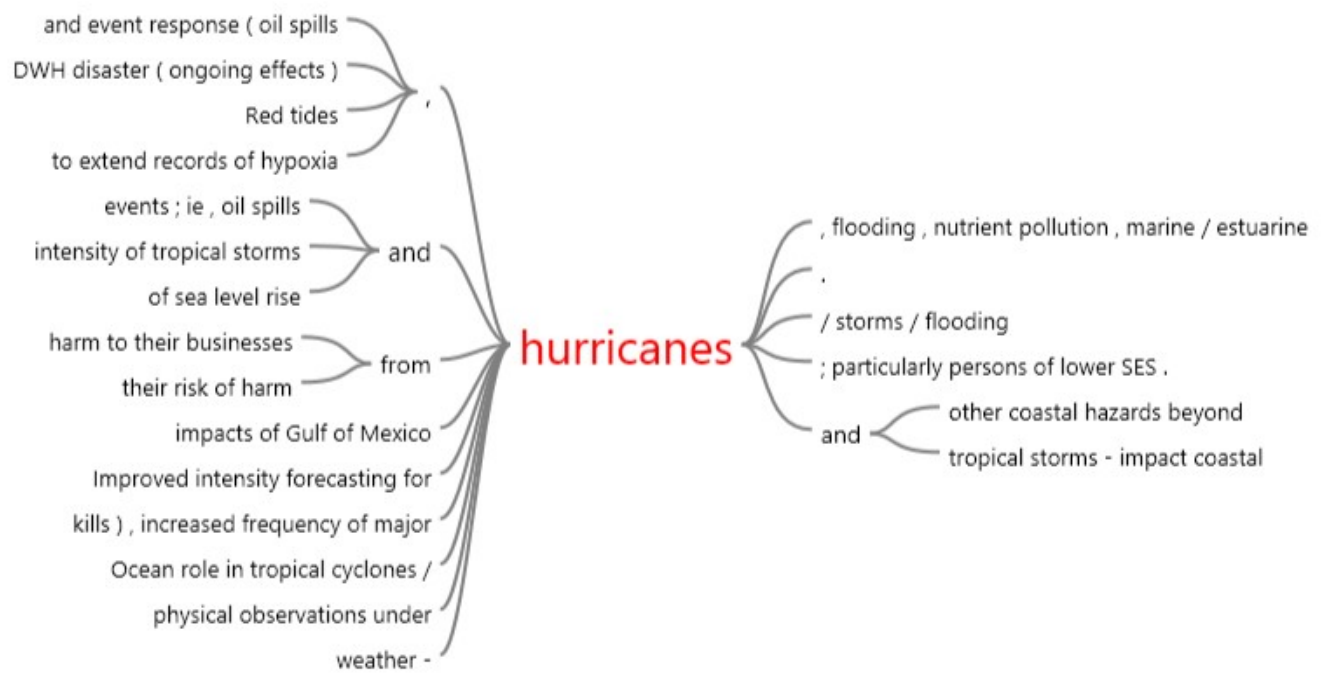 and event response ( oil spills
DWH disaster ( ongoing effects )
Red tides
to extend records of hypoxia
,
events ; ie , oil spills
intensity of tropical storms
of sea level rise
and
harm to their businesses
their risk of harm
from
impacts of Gulf of Mexico
Improved intensity forecasting for
kills ) , increased frequency of major
Ocean role in tropical cyclones /
physical observations under
weather -
hurricanes
, flooding , nutrient pollution , marine / estuarine
.
/ storms / flooding
; particularly persons of lower SES .
and
other coastal hazards beyond
tropical storms - impact coastal